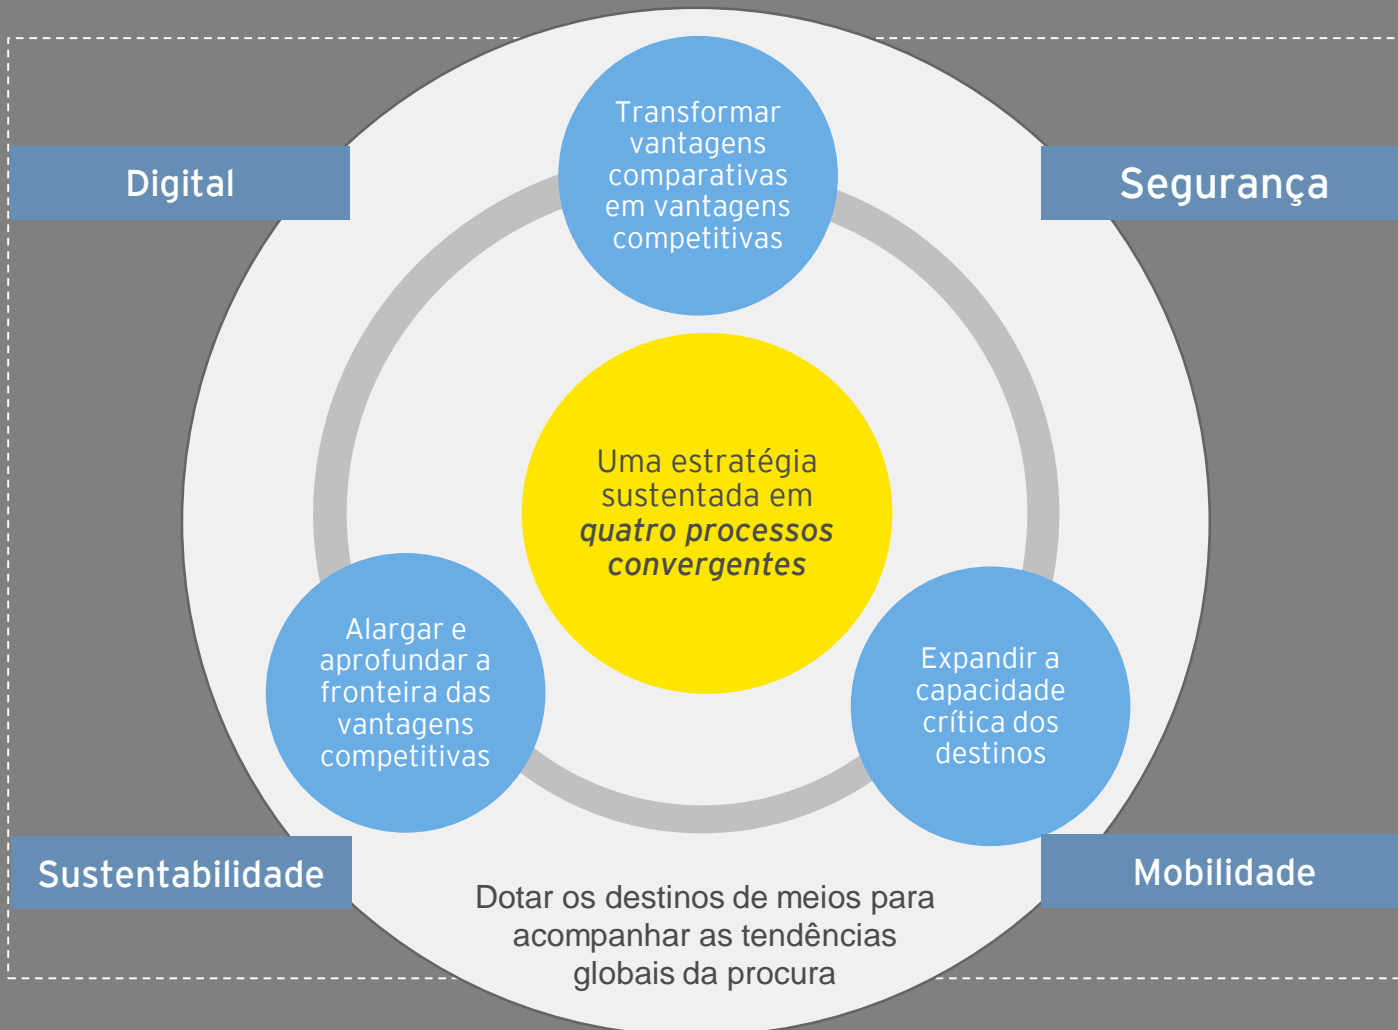 Transformar
vantagens
comparativas
em vantagens
competitivas
Digital
Segurança
Uma estratégia
sustentada em
quatro processos
convergentes
Alargar e
aprofundar a
fronteira das
vantagens
competitivas
Expandir a
capacidade
crítica dos
destinos
Sustentabilidade
Mobilidade
Dotar os destinos de meios para
acompanhar as tendências
globais da procura